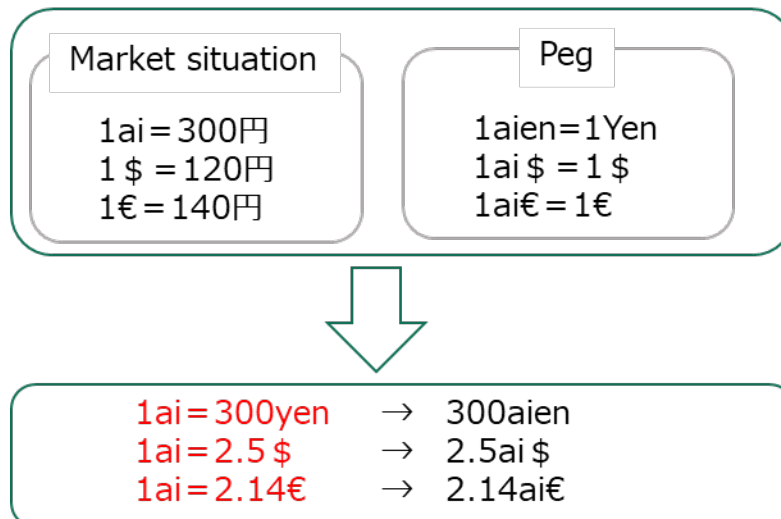 Market situation
1ai=300円
1＄=120円
1€=140円
Peg
1aien=1Yen
1ai＄=1＄
1ai€=1€
1ai=300yen → 300aien
1ai=2.5＄ → 2.5ai＄
1ai=2.14€ → 2.14ai€